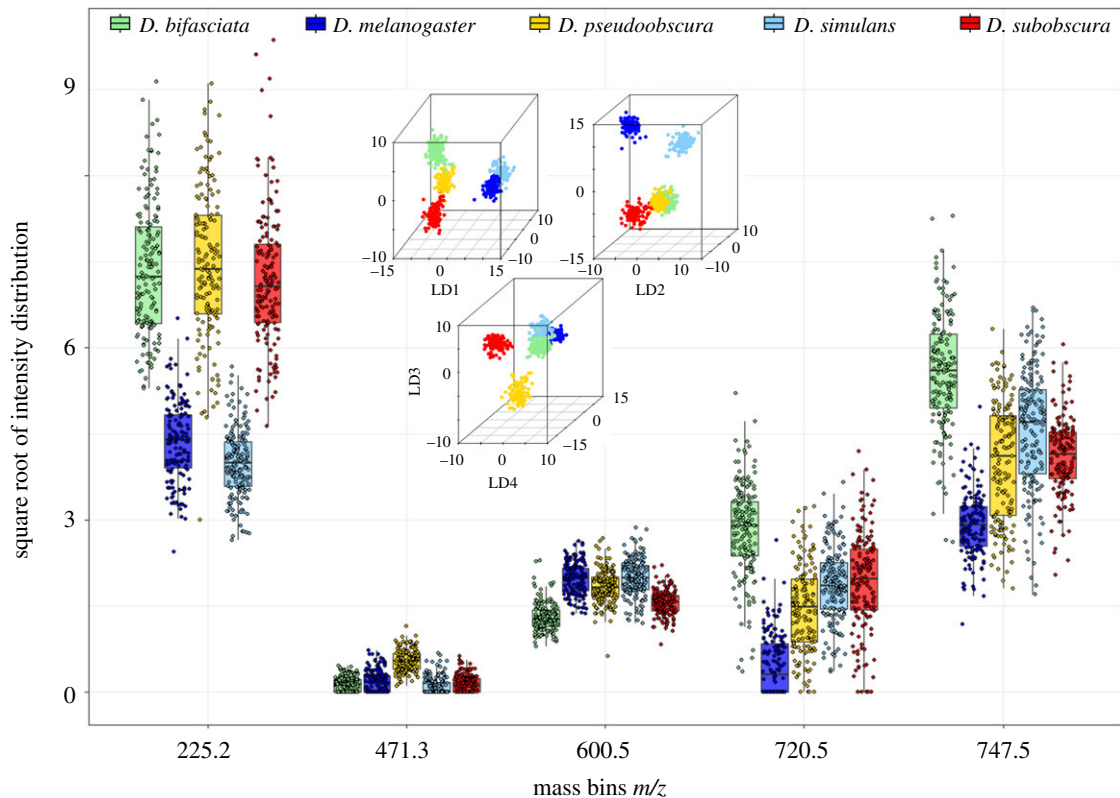 D. bifasciata D. melanogaster D. pseudoobscura D. simulans D. subobscura
square root of intensity distribution
9
6
3
0
10
0
–10
–15 0 15
10
0
–10
LD1
15
0
–15
–10 0 10
10
0
–10
LD2
LD3
10
0
–10
–10 0 10
15
0
–15
LD4
225.2 471.3 600.5 720.5 747.5
mass bins m/z